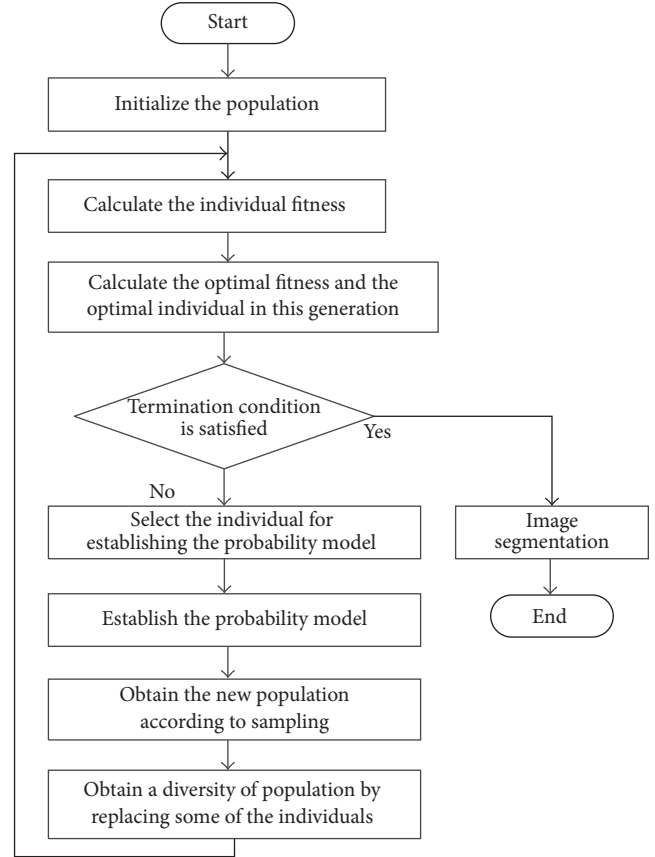 Start
Initialize the population
Calculate the individual fitness
Calculate the optimal fitness and the
optimal individual in this generation
Termination condition
is satisfied
Yes
No
Select the individual for
establishing the probability model
Image
segmentation
Establish the probability model
End
Obtain the new population
according to sampling
Obtain a diversity of population by
replacing some of the individuals